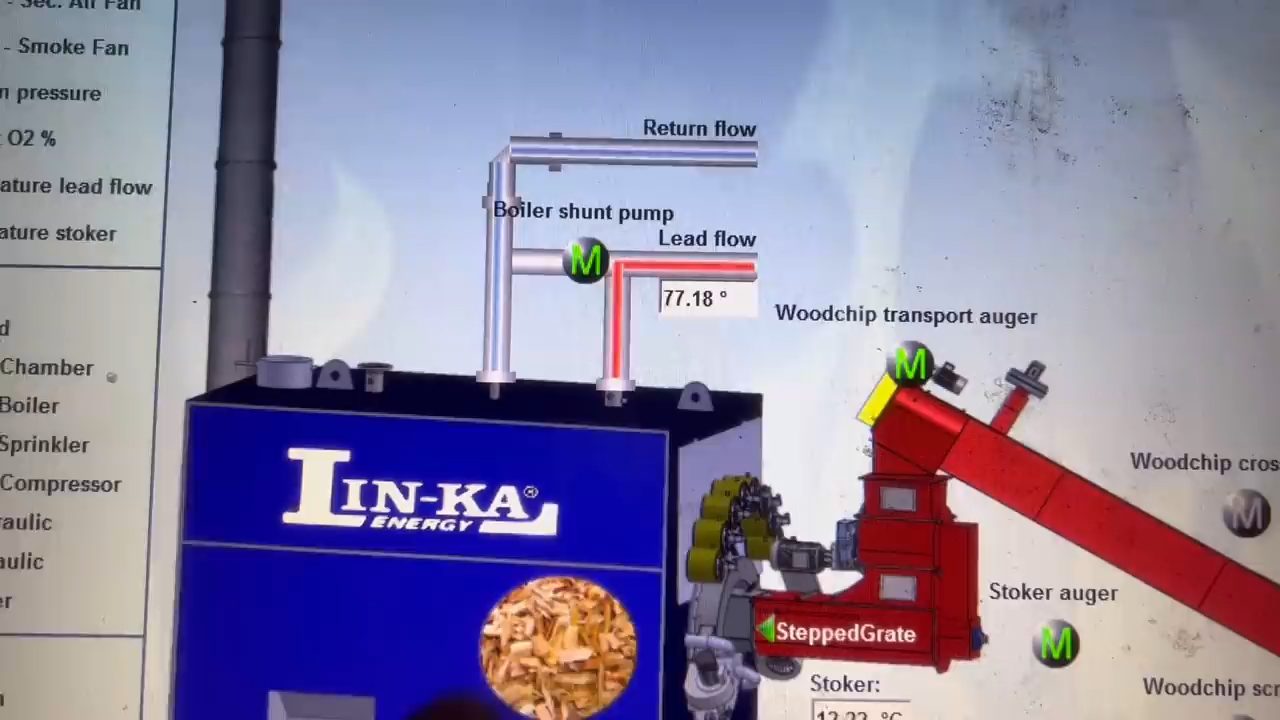 - Sec. Air Fan
- Smoke Fan
n pressure
O2 %
ature lead flow
ature stoker
d
Chamber
Boiler
Sprinkler
Compressor
raulic
aulic
er
Return flow
Boiler shunt pump
M
Lead flow
77.18 °
Woodchip transport auger
M
LIN-KA®
ENERGY
Woodchip cros
M
Stoker auger
M
SteppedGrate
Stoker:
Woodchip scr